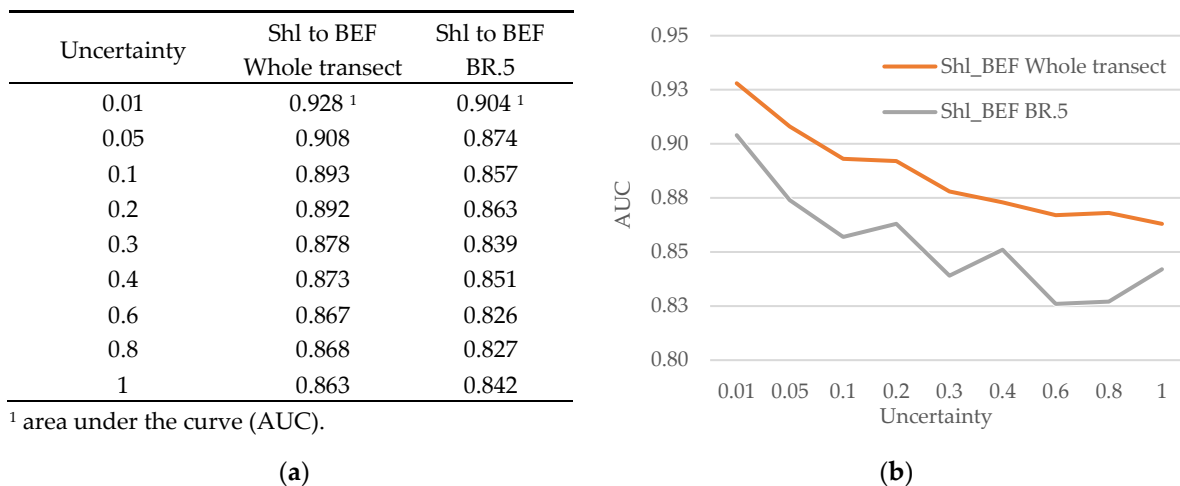 Uncertainty Shl to BEF Whole transect Shl to BEF BR.5
0.01 0.928 ¹ 0.904 ¹
0.05 0.908 0.874
0.1 0.893 0.857
0.2 0.892 0.863
0.3 0.878 0.839
0.4 0.873 0.851
0.6 0.867 0.826
0.8 0.868 0.827
1 0.863 0.842
¹ area under the curve (AUC).
(a)
0.95
0.93
0.90
0.88
0.85
0.83
0.80
AUC
Shl_BEF Whole transect
Shl_BEF BR.5
0.01 0.05 0.1 0.2 0.3 0.4 0.6 0.8 1
Uncertainty
(b)